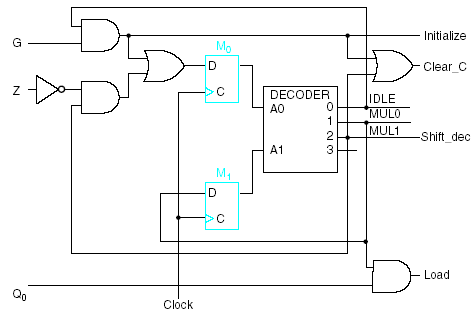 M0
G
Initialize
Clear_C
D
Z
C
DECODER
A0
0
IDLE
1
MUL0
2
MUL1
Shift_dec
3
A1
M1
D
C
Load
Q0
Clock